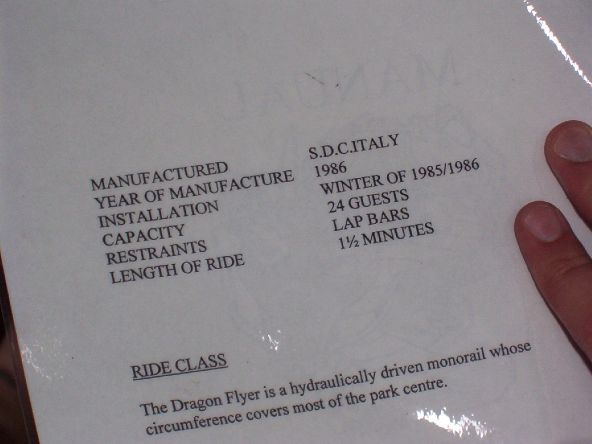 MANUAL
MANUFACTURED S.D.C.ITALY
YEAR OF MANUFACTURE 1986
INSTALLATION WINTER OF 1985/1986
CAPACITY 24 GUESTS
RESTRAINTS LAP BARS
LENGTH OF RIDE 1½ MINUTES
RIDE CLASS
The Dragon Flyer is a hydraulically driven monorail whose
circumference covers most of the park centre.